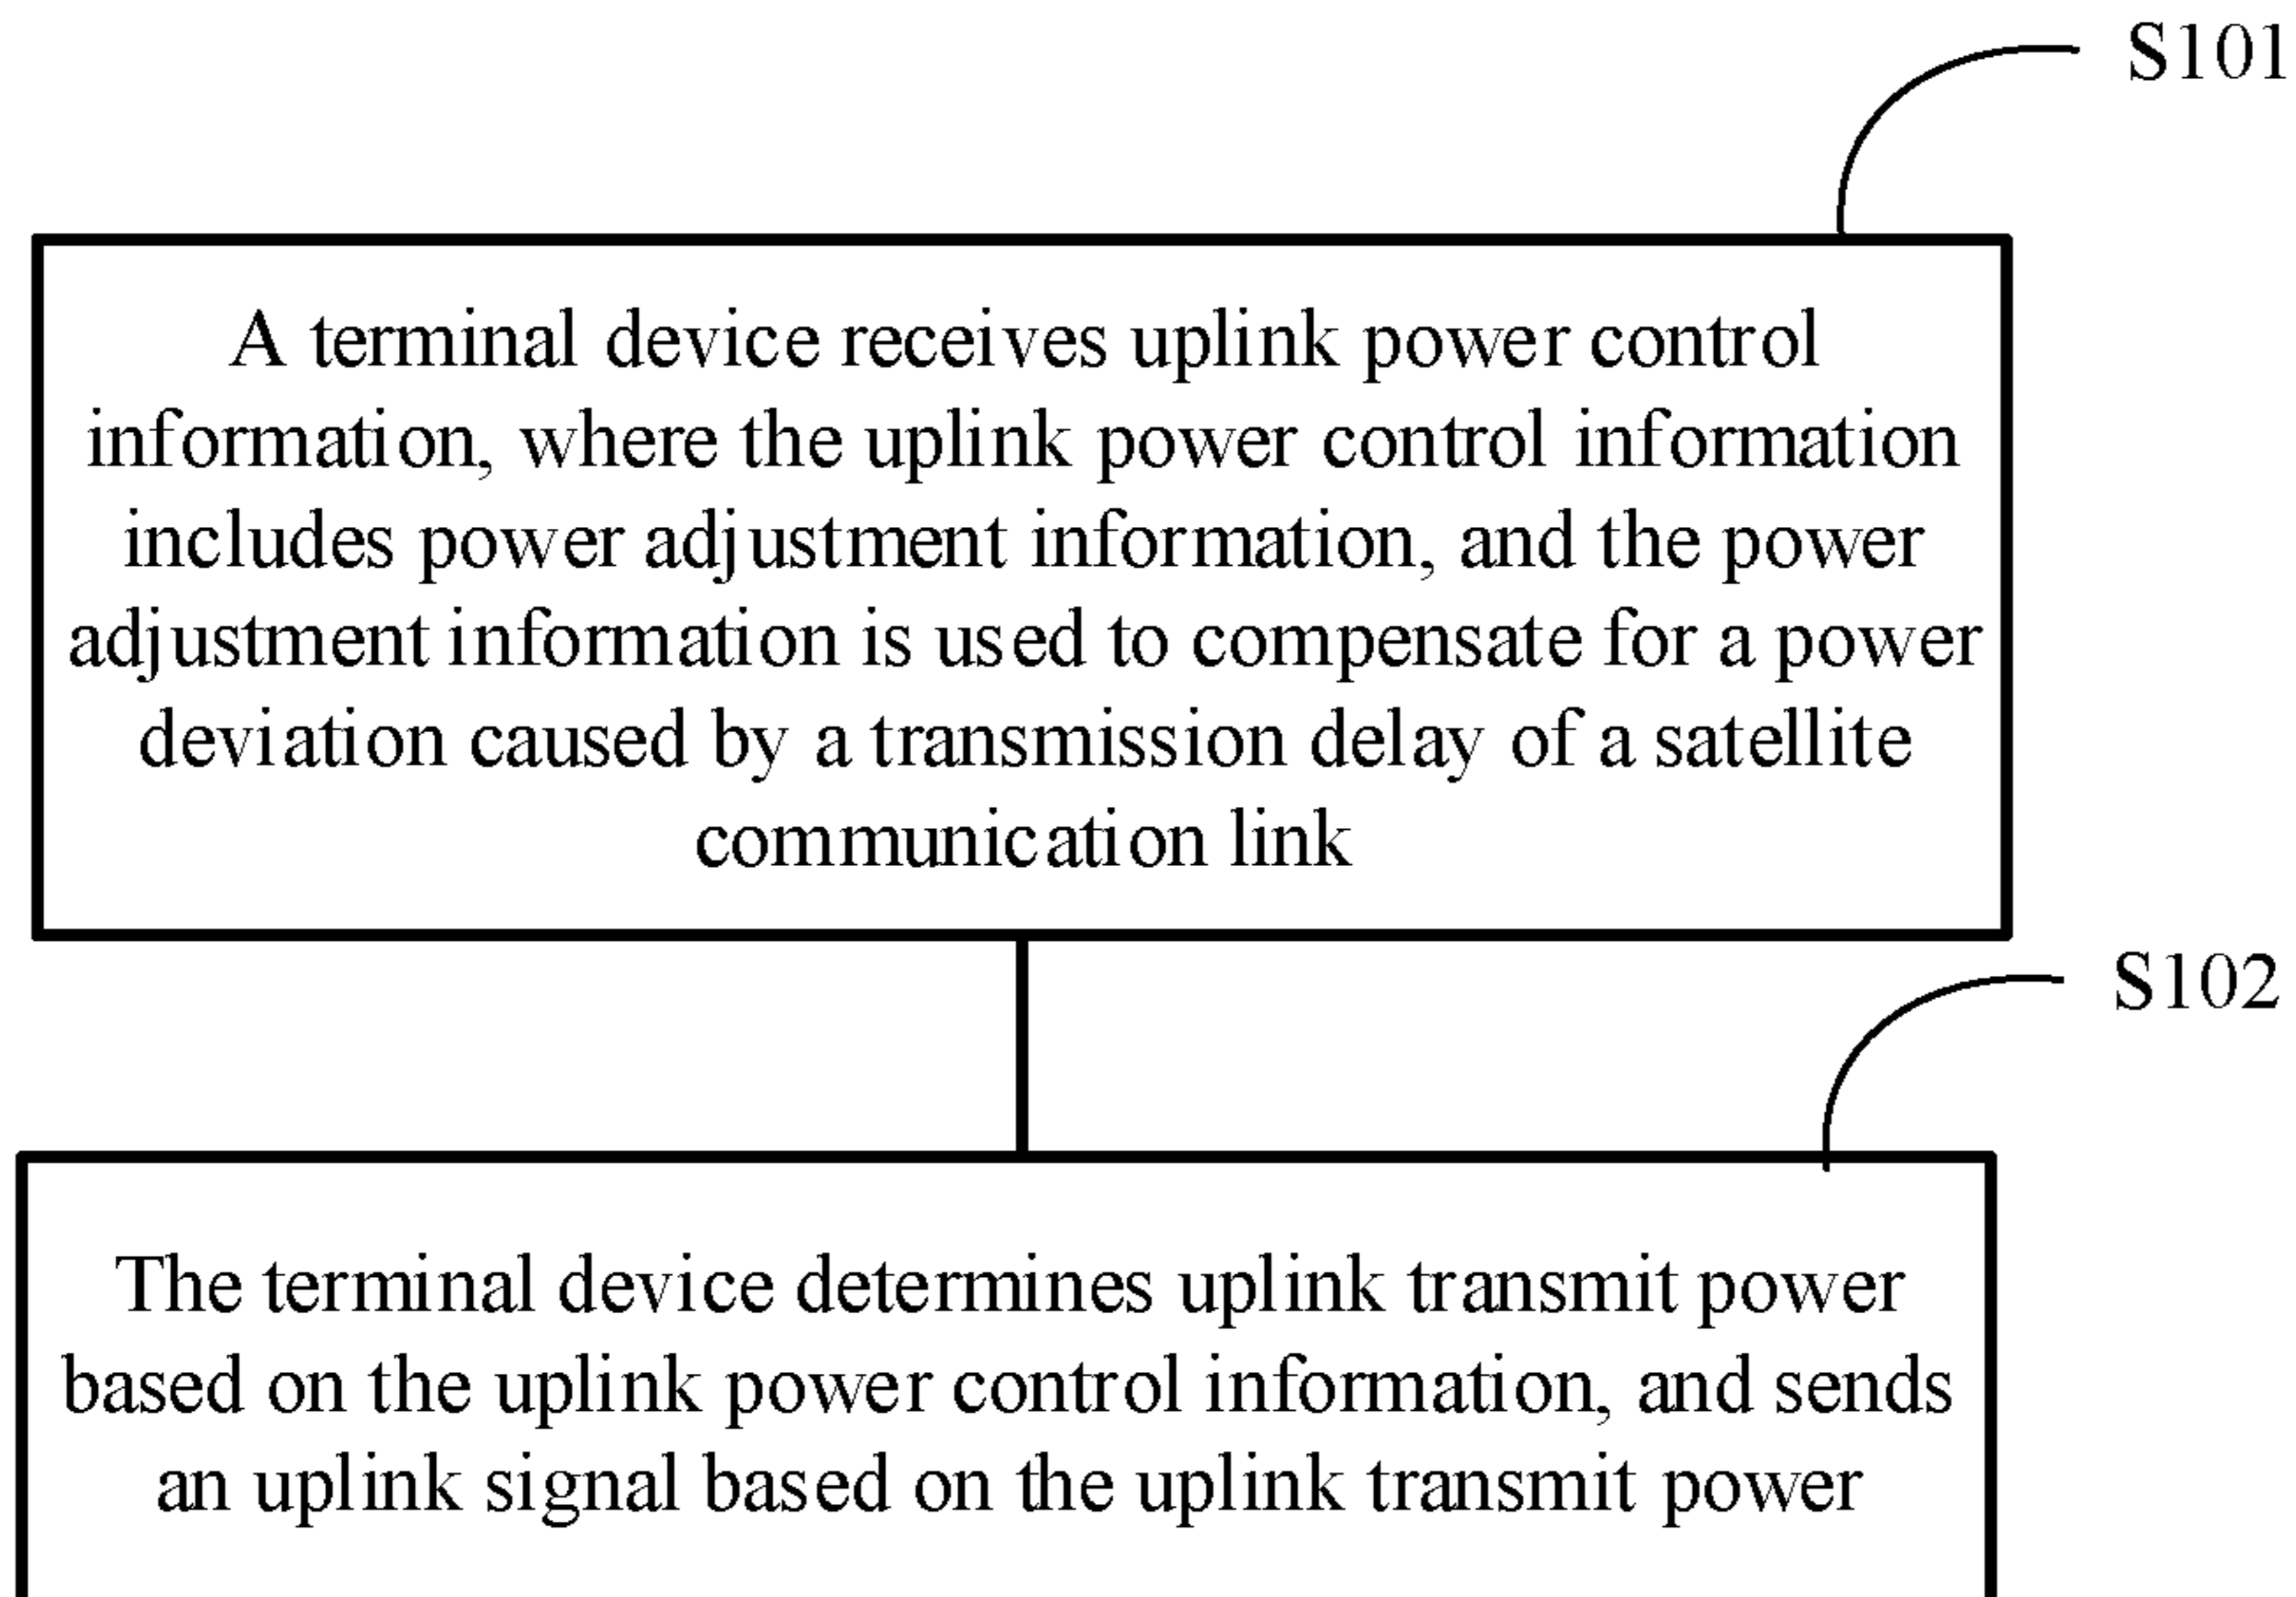 S101
A terminal device receives uplink power control
information, where the uplink power control information
includes power adjustment information, and the power
adjustment information is used to compensate for a power
deviation caused by a transmission delay of a satellite
communication link
S102
The terminal device determines uplink transmit power
based on the uplink power control information, and sends
an uplink signal based on the uplink transmit power